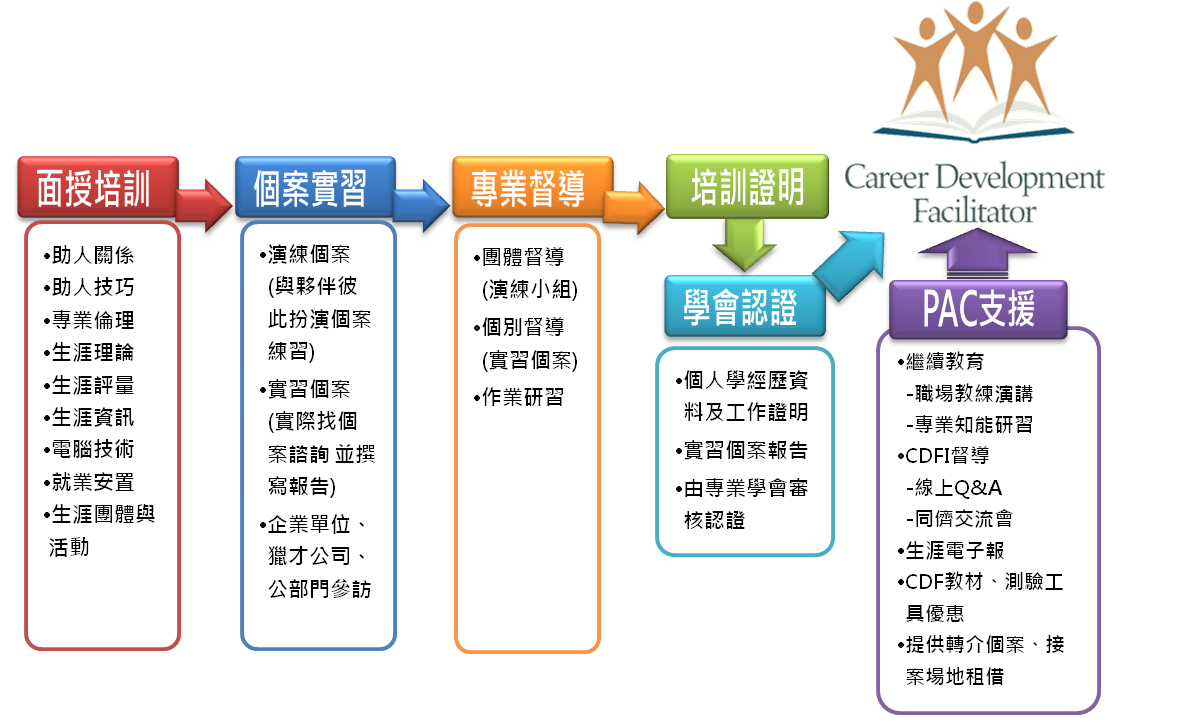 Career Development
Facilitator
面授培訓
•助人關係
•助人技巧
•專業倫理
•生涯理論
•生涯評量
•生涯資訊
•電腦技術
•就業安置
•生涯團體與
活動
個案實習
•演練個案
(與夥伴彼
此扮演個案
練習)
•實習個案
(實際找個
案諮詢 並撰
寫報告)
•企業單位、
獵才公司、
公部門參訪
專業督導
•團體督導
(演練小組)
•個別督導
(實習個案)
•作業研習
培訓證明
學會認證
•個人學經歷資
料及工作證明
•實習個案報告
•由專業學會審
核認證
PAC支援
•繼續教育
-職場教練演講
-專業知能研習
•CDFI督導
-線上Q&A
-同儕交流會
•生涯電子報
•CDF教材、測驗工
具優惠
•提供轉介個案、接
案場地租借